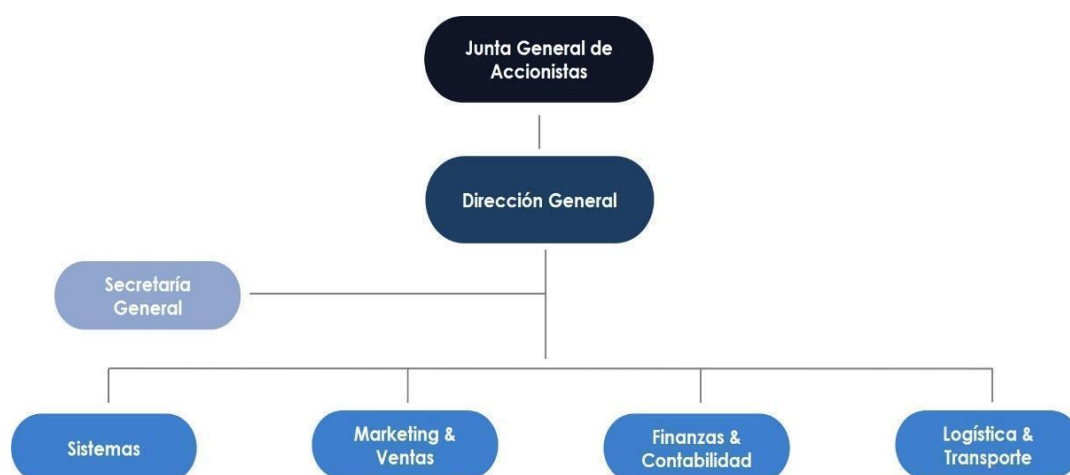 Junta General de
Accionistas
Dirección General
Secretaría
General
Sistemas
Marketing &
Ventas
Finanzas &
Contabilidad
Logística &
Transporte